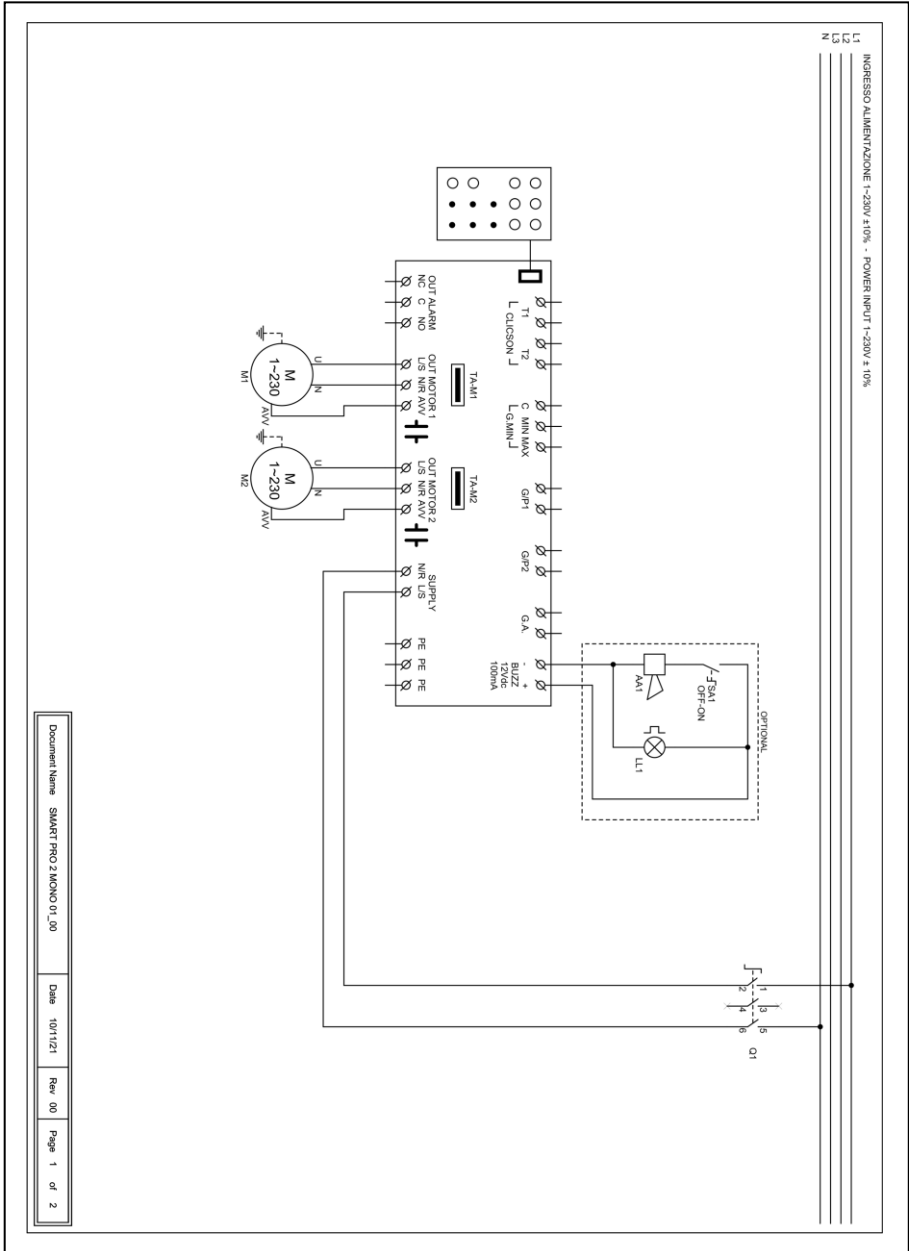 INGRESSO ALIMENTAZIONE 1~230V ±10% - POWER INPUT 1~230V ± 10%
L1
L2
L3
N
Q1
1 3 5
2 4 6
OPTIONAL
SA1
OFF-ON
AA1
LL1
T1 T2
CLICSON
C MIN MAX
G.MIN
G/P1
G/P2
G.A.
- +
BUZZ
12Vdc
100mA
TA-M1
TA-M2
OUT ALARM
NC C NO
OUT MOTOR 1
L/S N/R AVV
OUT MOTOR 2
L/S N/R AVV
SUPPLY
N/R L/S
PE PE PE
U N
M
1~230
AVV
M1
U N
M
1~230
AVV
M2
Document Name SMART PRO 2 MONO 01_00 Date 10/11/21 Rev 00 Page 1 of 2